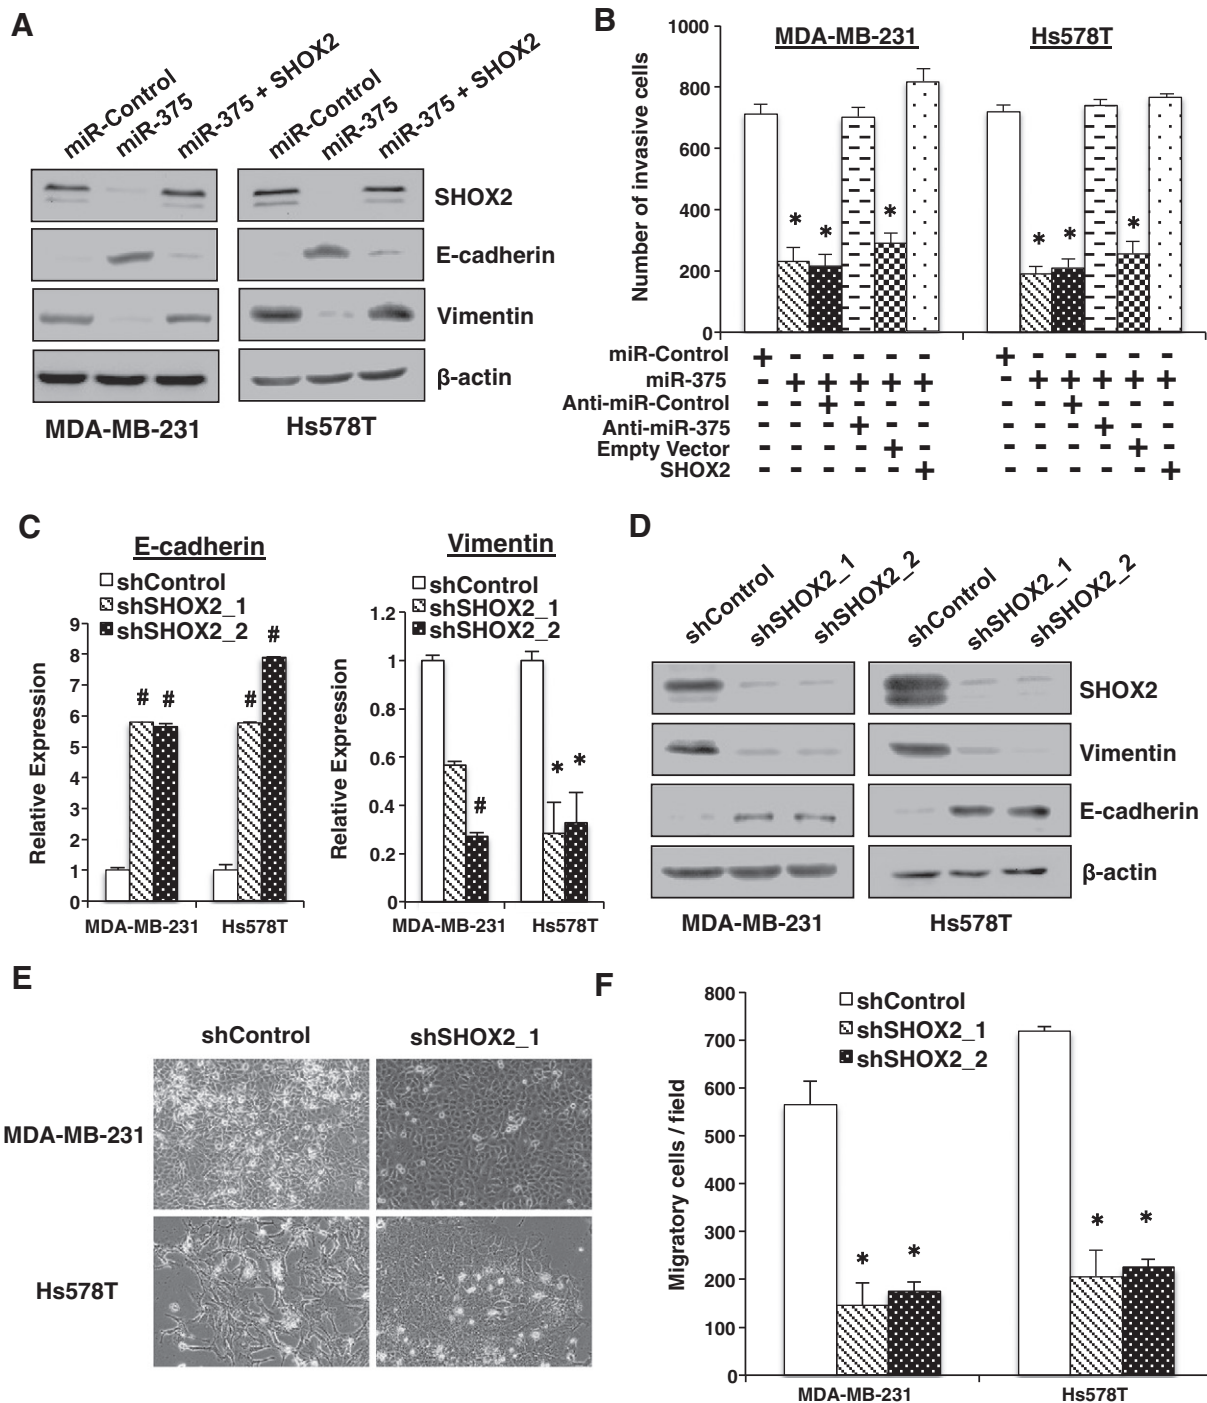 A
miR-Control
miR-375
miR-375 + SHOX2
miR-Control
miR-375
miR-375 + SHOX2
SHOX2
E-cadherin
Vimentin
β-actin
MDA-MB-231
Hs578T
B
MDA-MB-231
Hs578T
Number of invasive cells
1000
800
600
400
200
0
* * * * * *
miR-Control + - - - - - + - - - - -
miR-375 - + + + + + - + + + + +
Anti-miR-Control - - + - - - - - + - - -
Anti-miR-375 - - - + - - - - - + - -
Empty Vector - - - - + - - - - - + -
SHOX2 - - - - - + - - - - - +
C
E-cadherin
shControl
shSHOX2_1
shSHOX2_2
Relative Expression
9
8
7
6
5
4
3
2
1
0
# # # #
MDA-MB-231
Hs578T
Vimentin
shControl
shSHOX2_1
shSHOX2_2
Relative Expression
1.2
1
0.8
0.6
0.4
0.2
0
# * *
MDA-MB-231
Hs578T
D
shControl
shSHOX2_1
shSHOX2_2
shControl
shSHOX2_1
shSHOX2_2
SHOX2
Vimentin
E-cadherin
β-actin
MDA-MB-231
Hs578T
E
shControl
shSHOX2_1
MDA-MB-231
Hs578T
F
shControl
shSHOX2_1
shSHOX2_2
Migratory cells / field
800
700
600
500
400
300
200
100
0
* * * *
MDA-MB-231
Hs578T